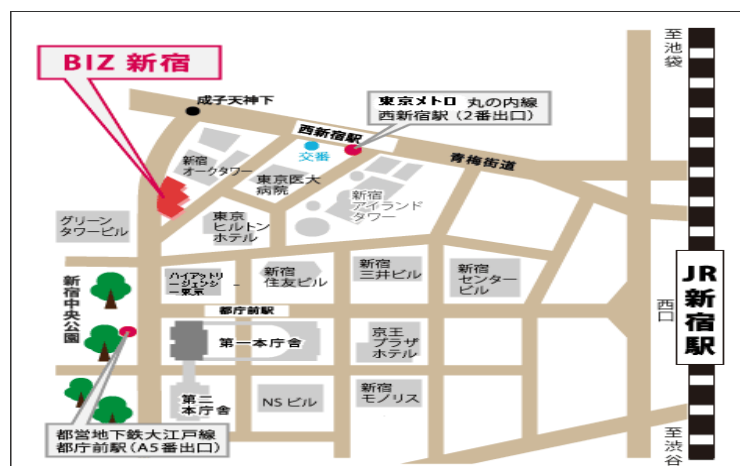 至池袋
BIZ 新宿
成子天神下
東京メトロ 丸の内線
西新宿駅（2番出口）
西新宿駅
交番
青梅街道
新宿
オークタワー
東京医大
病院
新宿
アイランド
タワー
グリーン
タワービル
東京
ヒルトン
ホテル
新宿中央公園
ハイアットリ
ージェンシ
ー東京
新宿
住友ビル
新宿
三井ビル
新宿
センター
ビル
JR新宿駅
西口
都庁前駅
第一本庁舎
京王
プラザ
ホテル
第二
本庁舎
NSビル
新宿
モノリス
都営地下鉄大江戸線
都庁前駅（A5番出口）
至渋谷